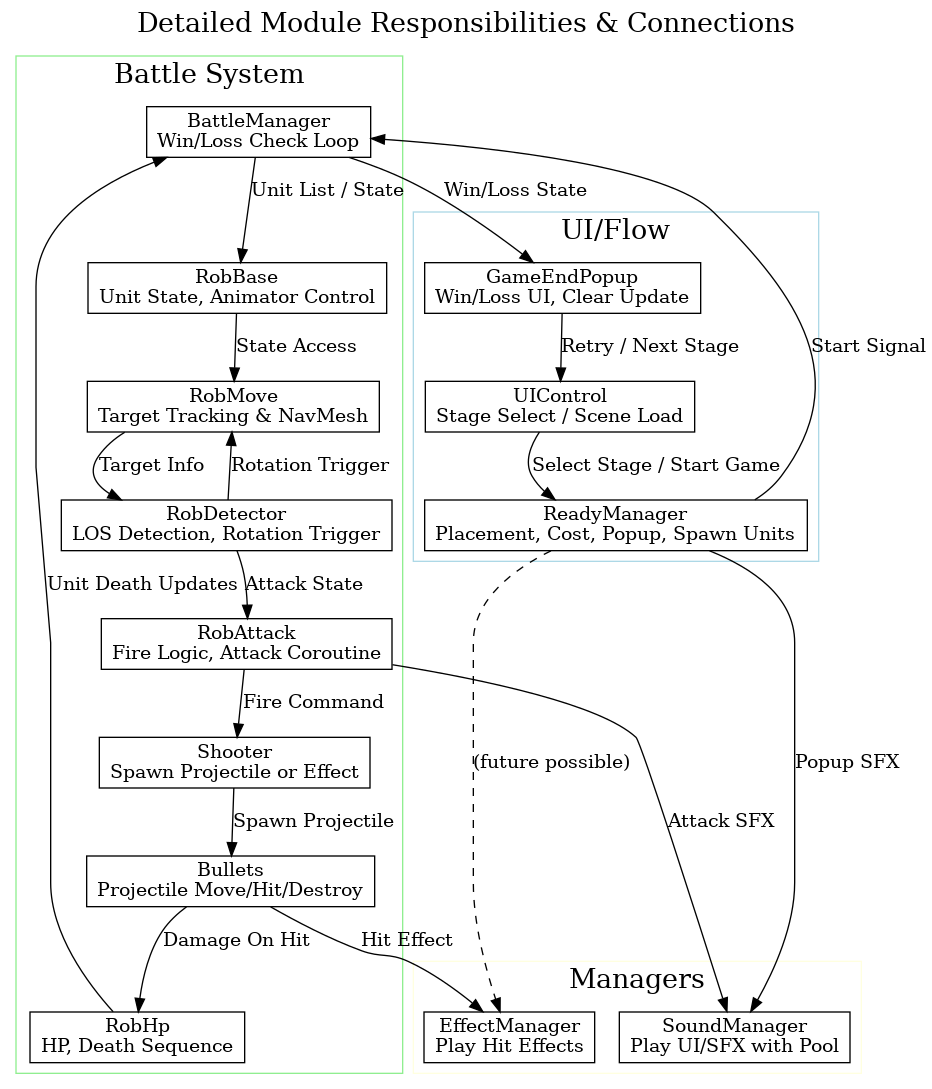 Detailed Module Responsibilities & Connections
Battle System
BattleManager
Win/Loss Check Loop
Unit List / State
Win/Loss State
UI/Flow
RobBase
Unit State, Animator Control
GameEndPopup
Win/Loss UI, Clear Update
State Access
Retry / Next Stage
Start Signal
RobMove
Target Tracking & NavMesh
UIControl
Stage Select / Scene Load
Target Info
Rotation Trigger
Select Stage / Start Game
RobDetector
LOS Detection, Rotation Trigger
ReadyManager
Placement, Cost, Popup, Spawn Units
Unit Death Updates
Attack State
RobAttack
Fire Logic, Attack Coroutine
Fire Command
Shooter
Spawn Projectile or Effect
(future possible)
Popup SFX
Spawn Projectile
Attack SFX
Bullets
Projectile Move/Hit/Destroy
Damage On Hit
Hit Effect
Managers
RobHp
HP, Death Sequence
EffectManager
Play Hit Effects
SoundManager
Play UI/SFX with Pool